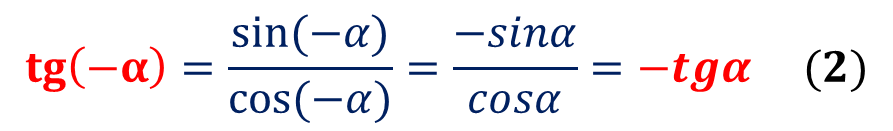 tg(−α) = sin(−α) / cos(−α) = −sinα / cosα = −tgα (2)